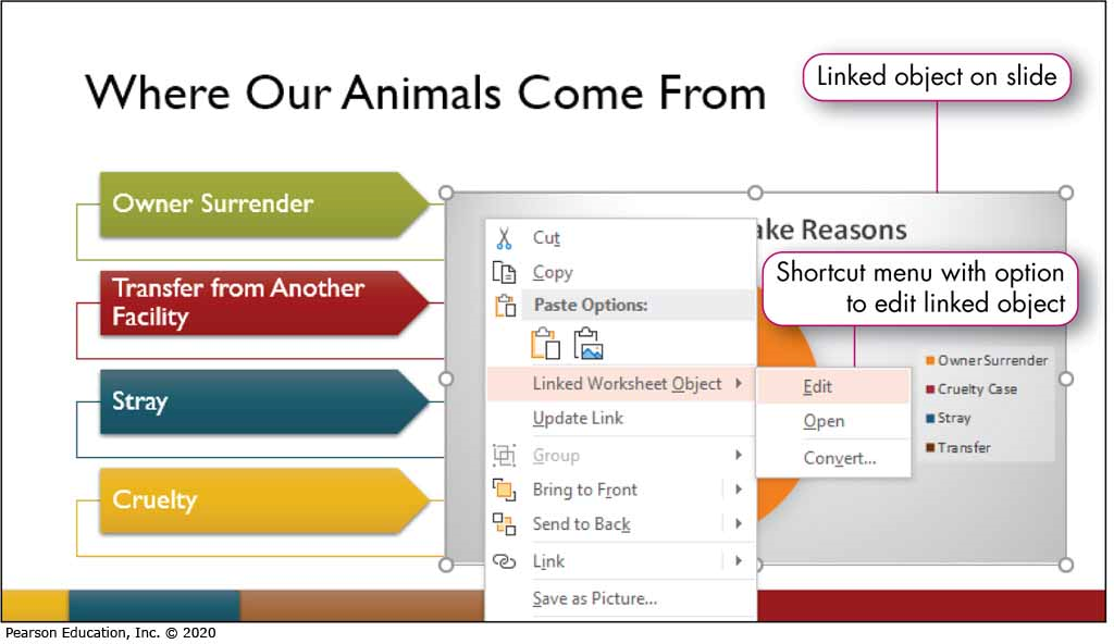 Where Our Animals Come From
Linked object on slide
Owner Surrender
Transfer from Another
Facility
Stray
Cruelty
ake Reasons
Cut
Copy
Paste Options:
Linked Worksheet Object
Update Link
Group
Bring to Front
Send to Back
Link
Save as Picture...
Shortcut menu with option
to edit linked object
Edit
Open
Convert...
Owner Surrender
Cruelty Case
Stray
Transfer
Pearson Education, Inc. © 2020